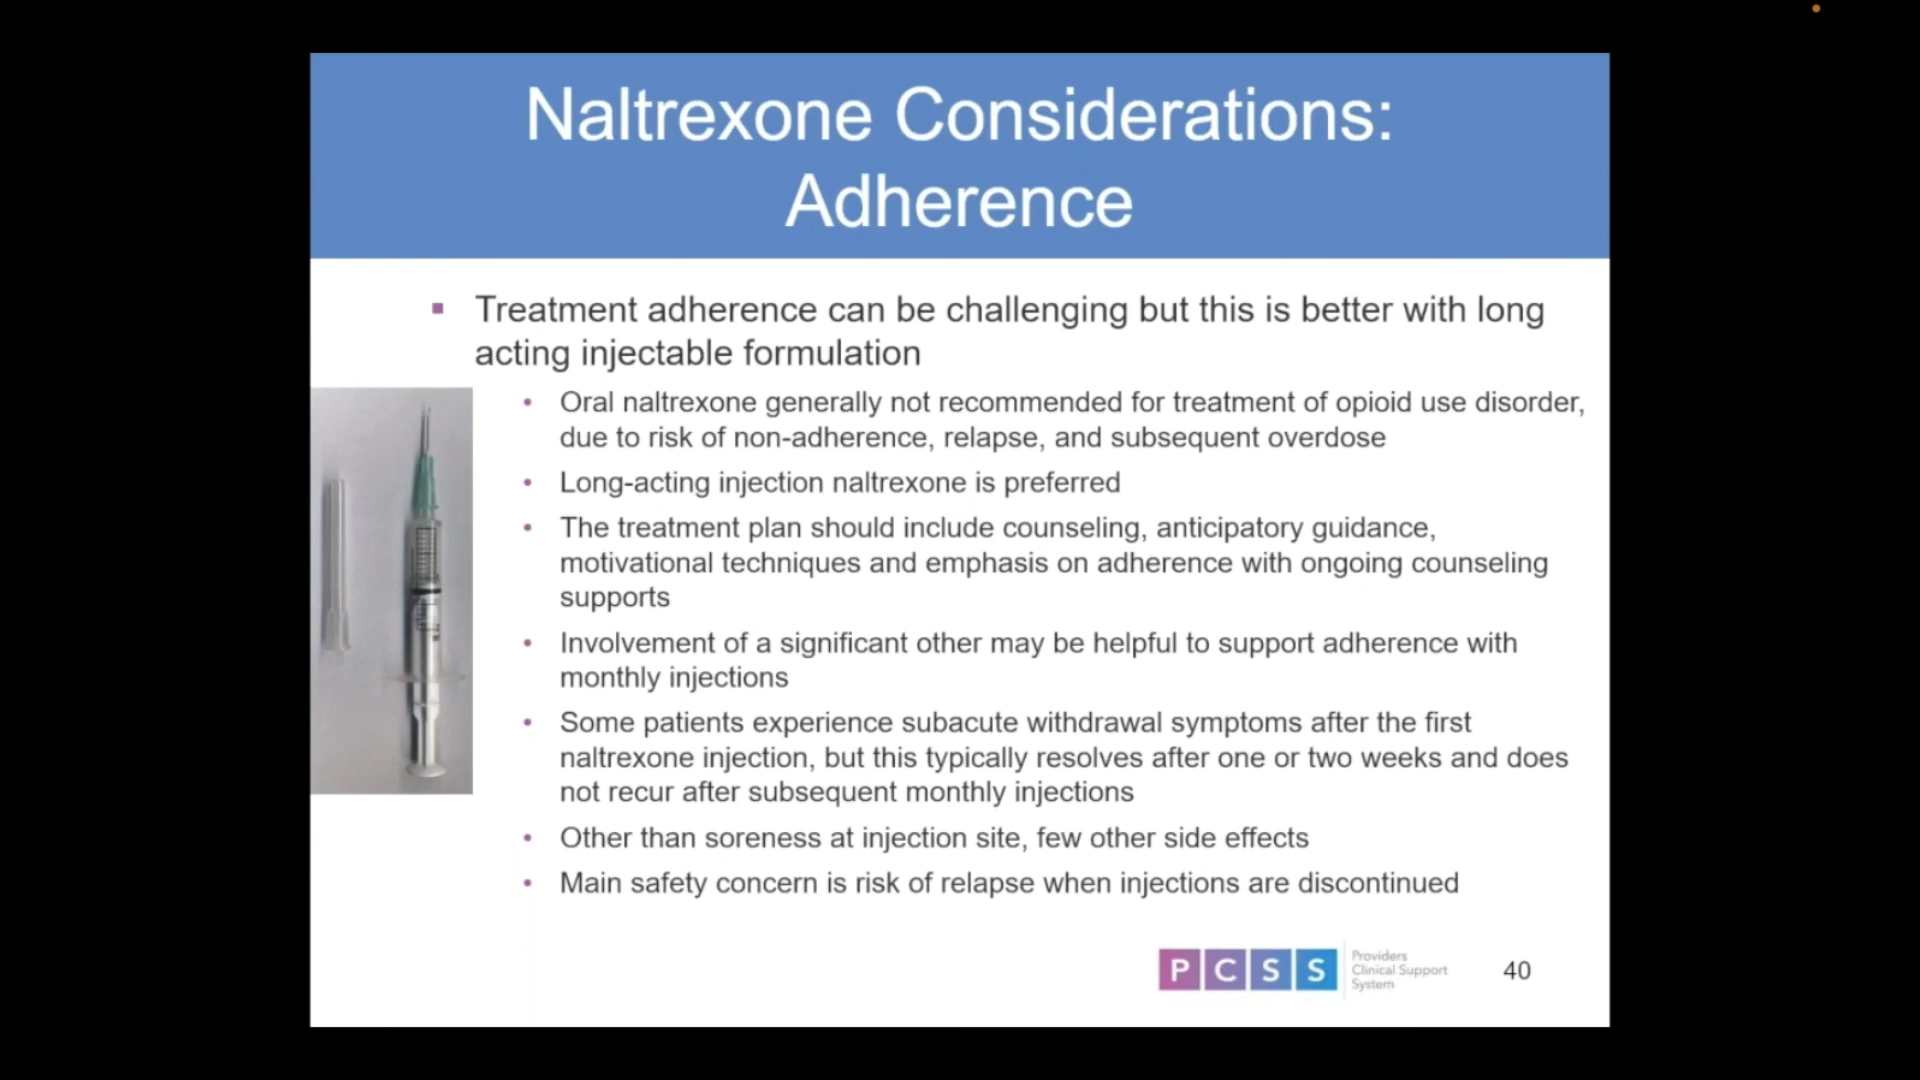 Naltrexone Considerations:
Adherence
Treatment adherence can be challenging but this is better with long
acting injectable formulation
Oral naltrexone generally not recommended for treatment of opioid use disorder,
due to risk of non-adherence, relapse, and subsequent overdose
Long-acting injection naltrexone is preferred
The treatment plan should include counseling, anticipatory guidance,
motivational techniques and emphasis on adherence with ongoing counseling
supports
Involvement of a significant other may be helpful to support adherence with
monthly injections
Some patients experience subacute withdrawal symptoms after the first
naltrexone injection, but this typically resolves after one or two weeks and does
not recur after subsequent monthly injections
Other than soreness at injection site, few other side effects
Main safety concern is risk of relapse when injections are discontinued
PCSS
Providers
Clinical Support
System
40